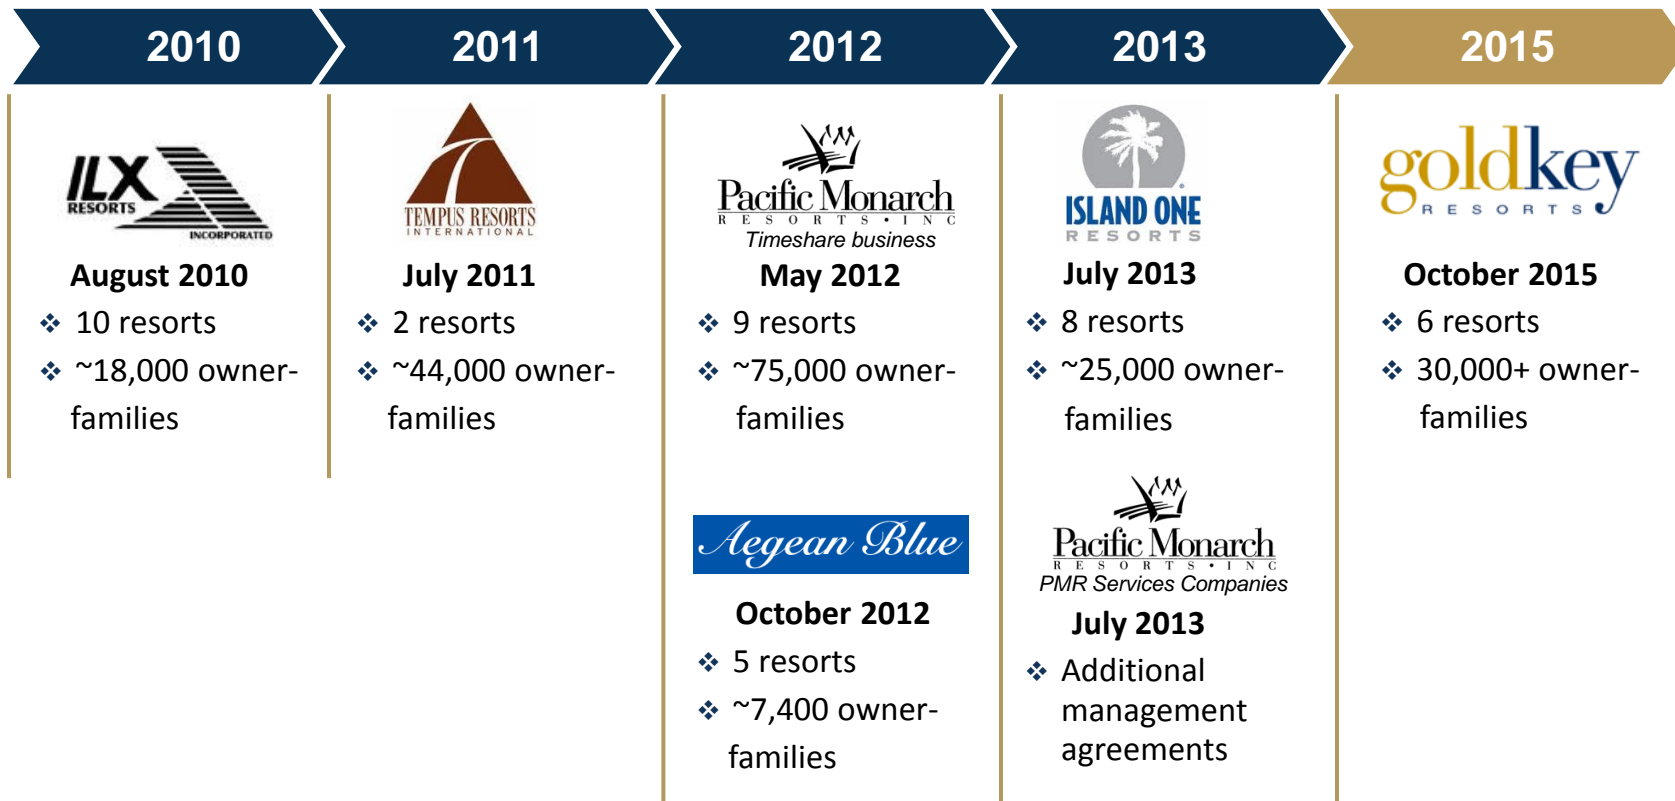 2010
2011
2012
2013
2015
ILX
RESORTS
INCORPORATED
August 2010
❖ 10 resorts
❖ ~18,000 owner-
families
TEMPUS RESORTS
INTERNATIONAL
July 2011
❖ 2 resorts
❖ ~44,000 owner-
families
Pacific Monarch
RESORTS • INC
Timeshare business
May 2012
❖ 9 resorts
❖ ~75,000 owner-
families
Aegean Blue
October 2012
❖ 5 resorts
❖ ~7,400 owner-
families
ISLAND ONE
RESORTS
July 2013
❖ 8 resorts
❖ ~25,000 owner-
families
Pacific Monarch
RESORTS • INC
PMR Services Companies
July 2013
❖ Additional
management
agreements
goldkey
RESORTS
October 2015
❖ 6 resorts
❖ 30,000+ owner-
families